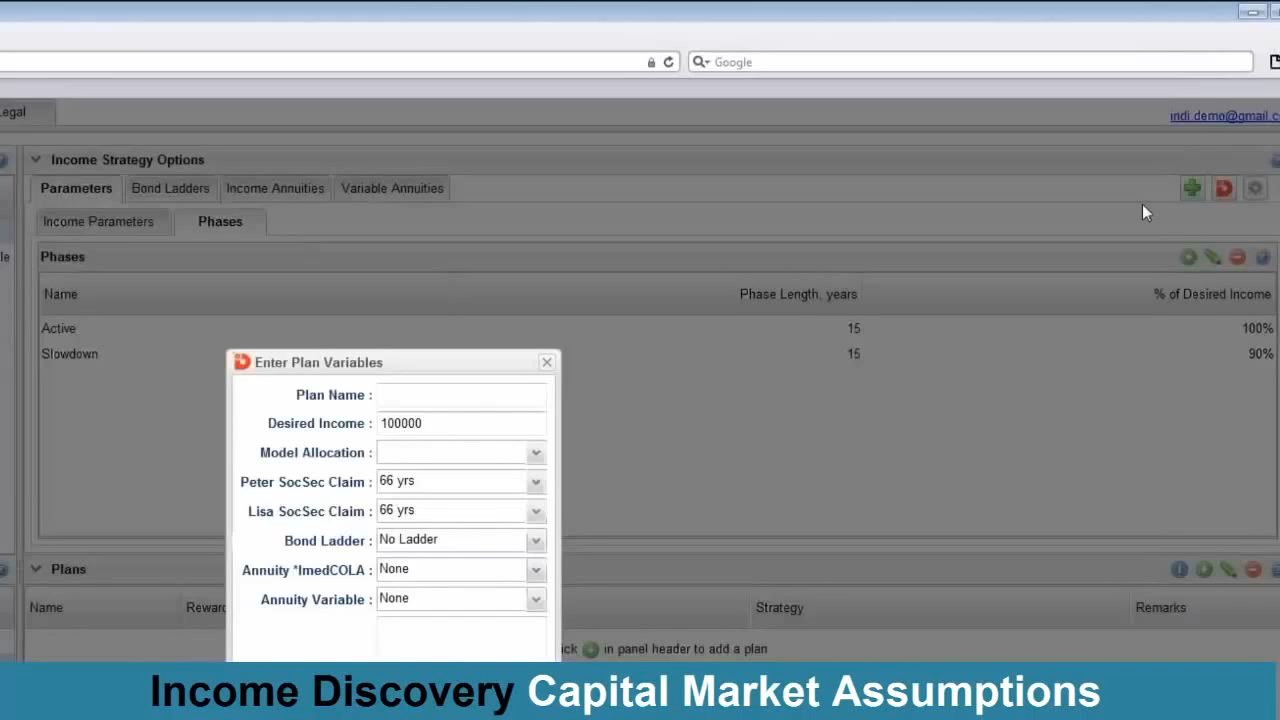 Google
Legal
indi.demo@gmail.c
Income Strategy Options
Parameters Bond Ladders Income Annuities Variable Annuities
Income Parameters Phases
le Phases
Name Phase Length, years % of Desired Income
Active 15 100%
Slowdown 15 90%
Enter Plan Variables
Plan Name :
Desired Income : 100000
Model Allocation :
Peter SocSec Claim : 66 yrs
Lisa SocSec Claim : 66 yrs
Bond Ladder : No Ladder
Annuity *ImedCOLA : None
Annuity Variable : None
Plans
Name Reward Strategy Remarks
ick in panel header to add a plan
Income Discovery Capital Market Assumptions